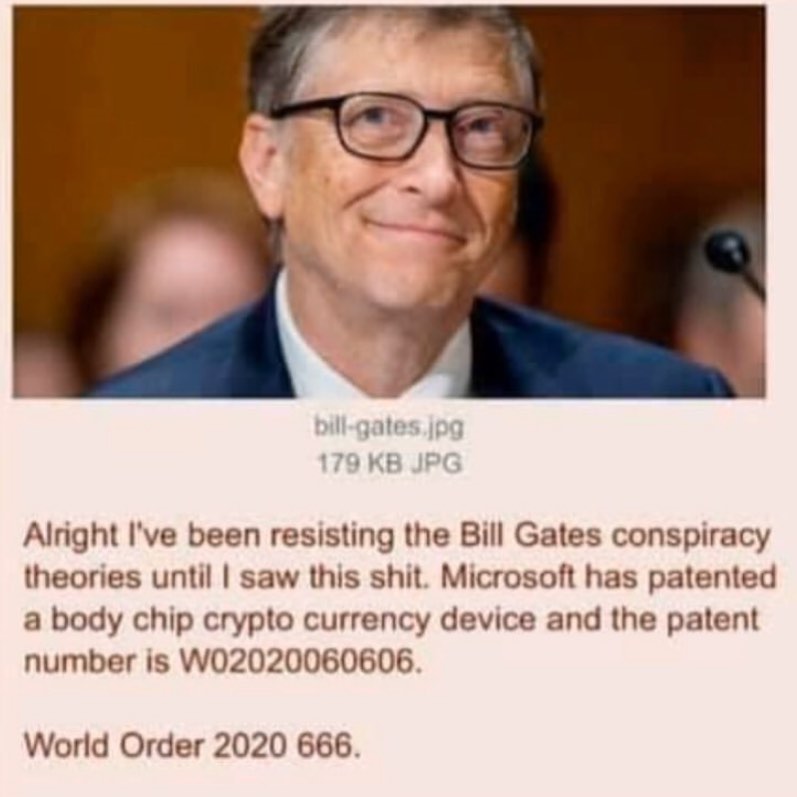 bill-gates.jpg
179 KB JPG
Alright I've been resisting the Bill Gates conspiracy
theories until I saw this shit. Microsoft has patented
a body chip crypto currency device and the patent
number is W02020060606.
World Order 2020 666.